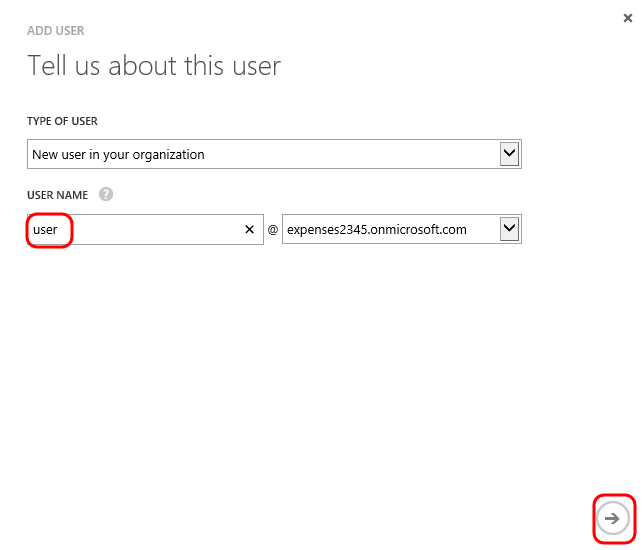 ADD USER
Tell us about this user
TYPE OF USER
New user in your organization
USER NAME ?
user × @ expenses2345.onmicrosoft.com